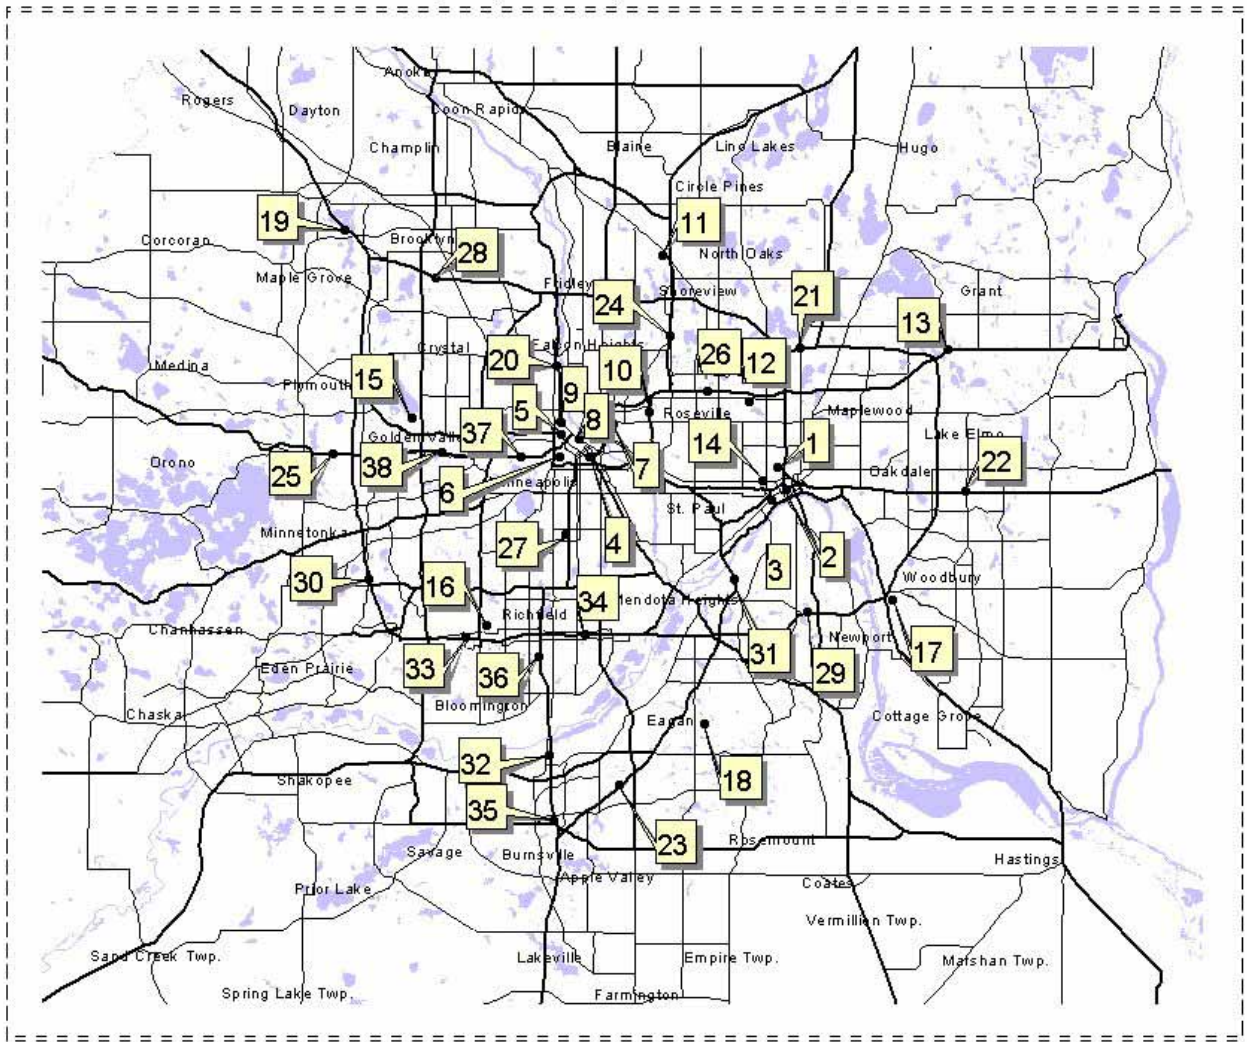 Anoka
Rogers
Dayton
Coon Rapids
Champlin
Blaine
Lino Lakes
Hugo
Circle Pines
19
11
Corcoran
Brooklyn
28
North Oaks
Maple Grove
Fridley
24
Shoreview
21
Grant
13
20
Falcon Heights
26
12
Crystal
10
Medina
15
Plymouth
9
5
8
Roseville
Maplewood
37
14
1
Lake Elmo
Golden Valley
38
7
22
Orono
25
Oakdale
6
Minneapolis
St. Paul
Minnetonka
27
4
3
2
30
16
34
Woodbury
Mendota Heights
Richfield
Chanhassen
Newport
31
17
33
Eden Prairie
36
29
Bloomington
Chaska
Eagan
Cottage Grove
32
18
Shakopee
35
23
Rosemount
Savage
Burnsville
Hastings
Apple Valley
Prior Lake
Coates
Vermillion Twp.
Sand Creek Twp.
Lakeville
Empire Twp.
Marshan Twp.
Spring Lake Twp.
Farmington